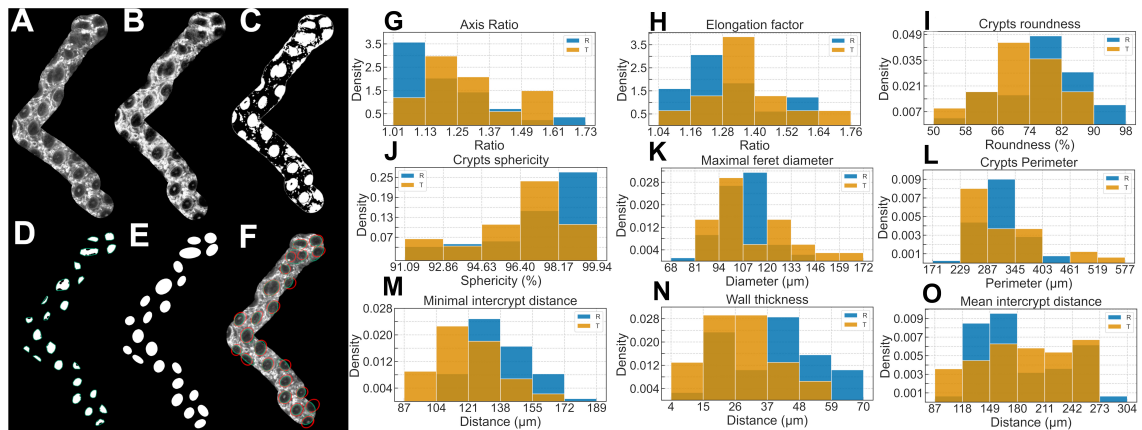 A
B
C
D
E
F
G
Axis Ratio
Density
3.5
2.5
1.5
0.5
R
T
1.01 1.13 1.25 1.37 1.49 1.61 1.73
Ratio
H
Elongation factor
Density
3.5
2.5
1.5
0.5
R
T
1.04 1.16 1.28 1.40 1.52 1.64 1.76
Ratio
I
Crypts roundness
Density
0.049
0.035
0.021
0.007
R
T
50 58 66 74 82 90 98
Roundness (%)
J
Crypts sphericity
Density
0.25
0.20
0.13
0.07
R
T
91.09 92.86 94.63 96.40 98.17 99.94
Sphericity (%)
K
Maximal feret diameter
Density
0.028
0.020
0.012
0.004
R
T
68 81 94 107 120 133 146 159 172
Diameter (μm)
L
Crypts Perimeter
Density
0.009
0.006
0.004
0.002
0.000
R
T
171 229 287 345 403 461 519 577
Perimeter (μm)
M
Minimal intercrypt distance
Density
0.028
0.020
0.012
0.004
R
T
87 104 121 138 155 172 189
Distance (μm)
N
Wall thickness
Density
0.028
0.020
0.012
0.004
R
T
4 15 26 37 48 59 70
Distance (μm)
O
Mean intercrypt distance
Density
0.009
0.007
0.005
0.003
0.001
R
T
87 118 149 180 211 242 273 304
Distance (μm)